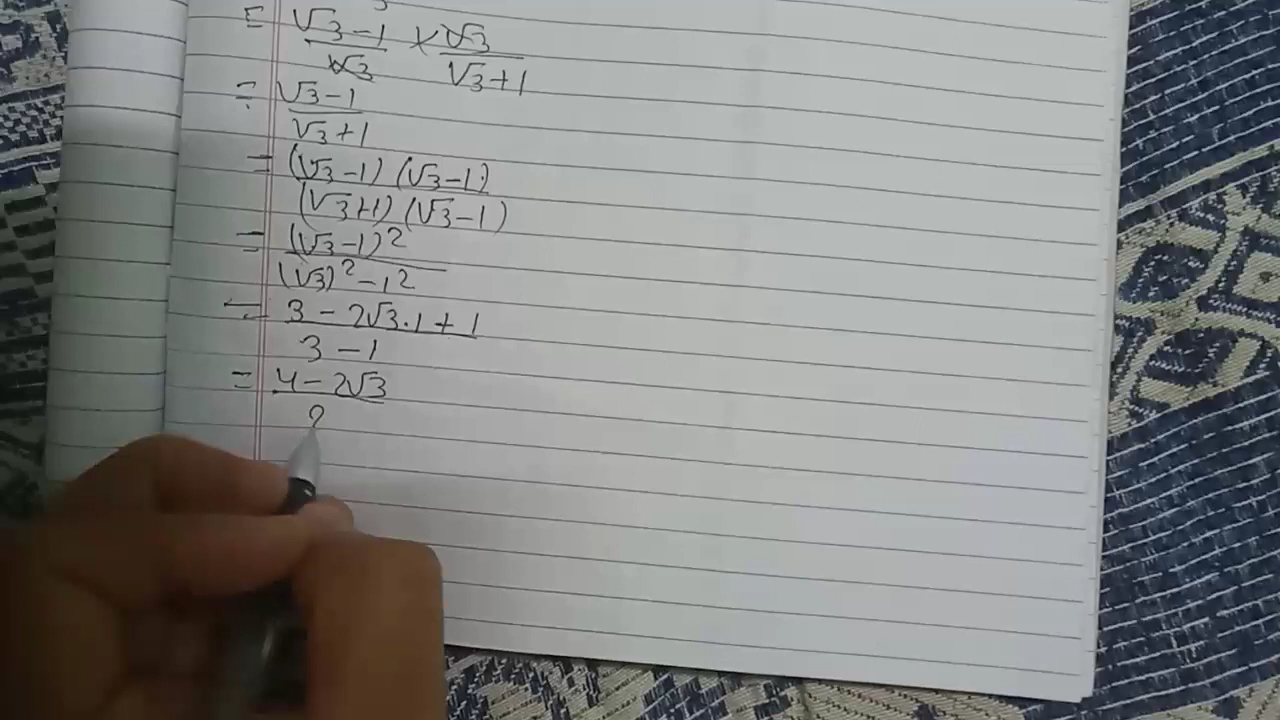 = √3-1/√3 × √3/√3+1
= √3-1/√3+1
= (√3-1) (√3-1)/(√3+1) (√3-1)
= (√3-1)²/(√3)²-1²
= 3-2√3.1+1/3-1
= 4-2√3/2